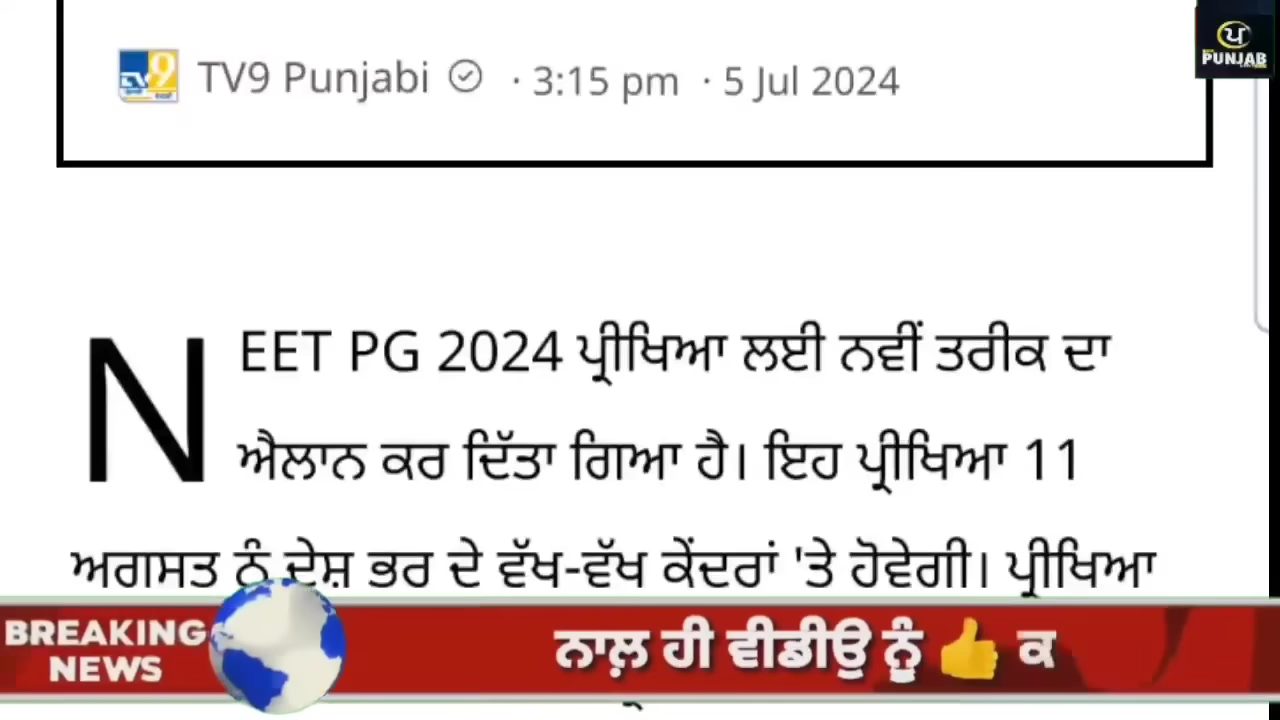 ਪ
PUNJAB
TV9 Punjabi · 3:15 pm · 5 Jul 2024
NEET PG 2024 ਪ੍ਰੀਖਿਆ ਲਈ ਨਵੀਂ ਤਰੀਕ ਦਾ
ਐਲਾਨ ਕਰ ਦਿੱਤਾ ਗਿਆ ਹੈ। ਇਹ ਪ੍ਰੀਖਿਆ 11
ਅਗਸਤ ਨੂੰ ਦੇਸ਼ ਭਰ ਦੇ ਵੱਖ-ਵੱਖ ਕੇਂਦਰਾਂ 'ਤੇ ਹੋਵੇਗੀ। ਪ੍ਰੀਖਿਆ
BREAKING
NEWS
ਨਾਲ਼ ਹੀ ਵੀਡੀਉ ਨੂੰ 👍 ਕ